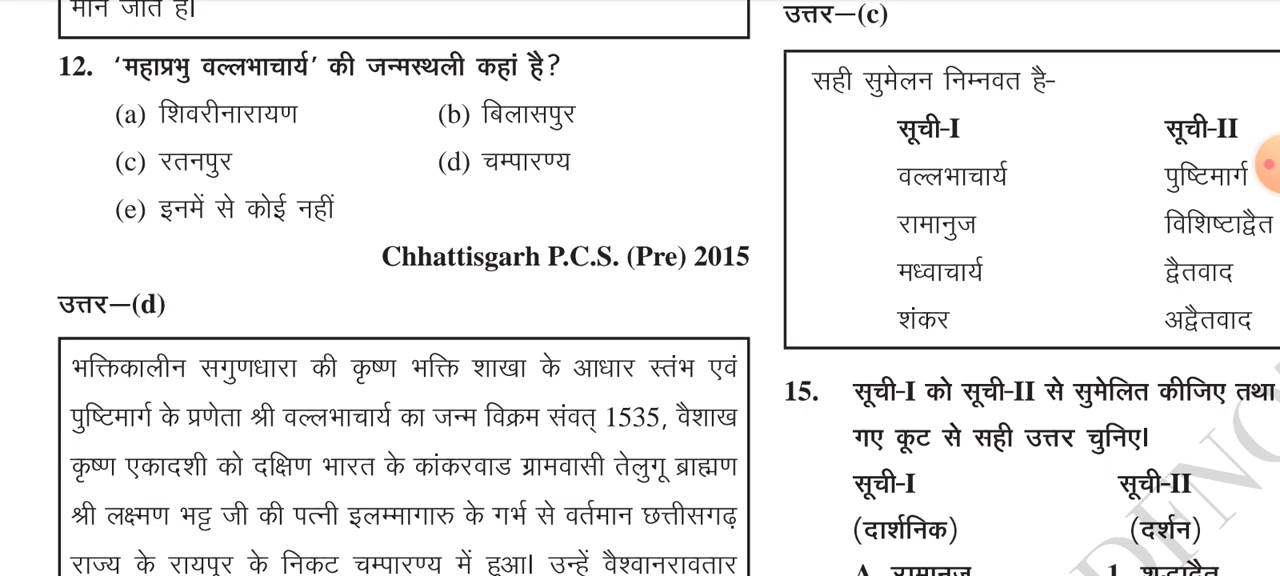 माने जाते हैं।
12. ‘महाप्रभु वल्लभाचार्य’ की जन्मस्थली कहां है?
(a) शिवरीनारायण (b) बिलासपुर
(c) रतनपुर (d) चम्पारण्य
(e) इनमें से कोई नहीं
Chhattisgarh P.C.S. (Pre) 2015
उत्तर—(d)
भक्तिकालीन सगुणधारा की कृष्ण भक्ति शाखा के आधार स्तंभ एवं
पुष्टिमार्ग के प्रणेता श्री वल्लभाचार्य का जन्म विक्रम संवत् 1535, वैशाख
कृष्ण एकादशी को दक्षिण भारत के कांकरवाड ग्रामवासी तेलुगू ब्राह्मण
श्री लक्ष्मण भट्ट जी की पत्नी इलम्मागारु के गर्भ से वर्तमान छत्तीसगढ़
राज्य के रायपुर के निकट चम्पारण्य में हुआ। उन्हें वैश्वानरावतार
उत्तर—(c)
सही सुमेलन निम्नवत है-
सूची-I सूची-II
वल्लभाचार्य पुष्टिमार्ग
रामानुज विशिष्टाद्वैत
मध्वाचार्य द्वैतवाद
शंकर अद्वैतवाद
15. सूची-I को सूची-II से सुमेलित कीजिए तथा
गए कूट से सही उत्तर चुनिए।
सूची-I सूची-II
(दार्शनिक) (दर्शन)
A. रामानुज 1. शुद्धाद्वैत